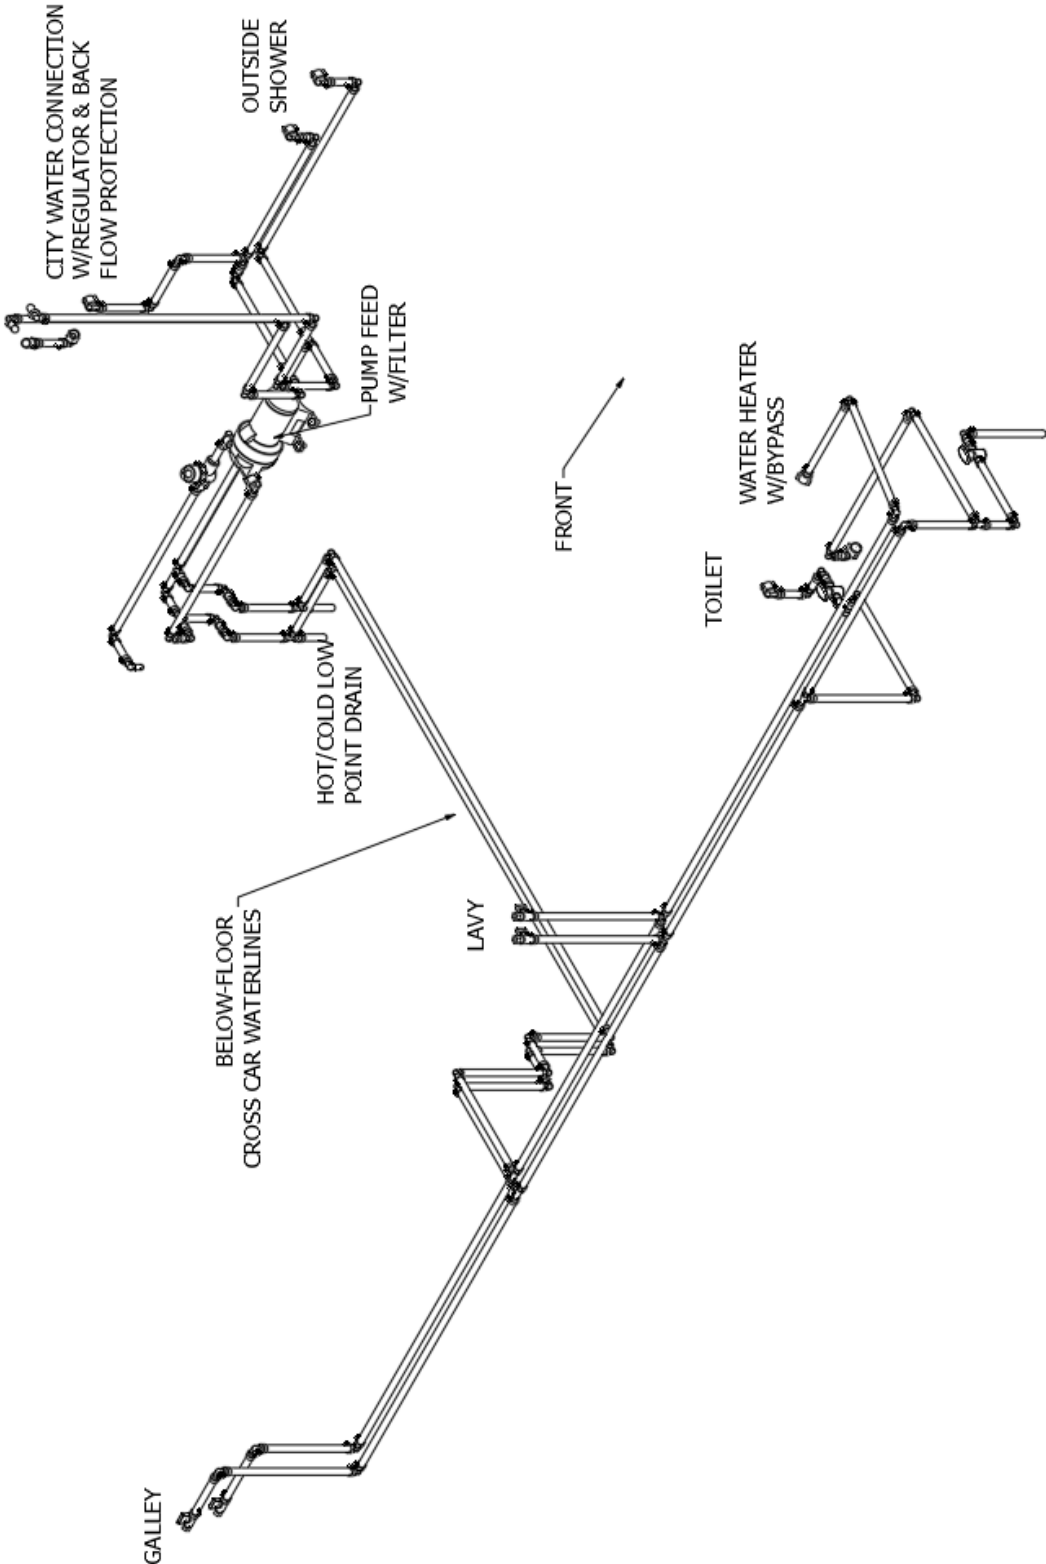 CITY WATER CONNECTION
W/REGULATOR & BACK
FLOW PROTECTION
OUTSIDE
SHOWER
PUMP FEED
W/FILTER
HOT/COLD LOW
POINT DRAIN
FRONT
WATER HEATER
W/BYPASS
TOILET
LAVY
BELOW-FLOOR
CROSS CAR WATERLINES
GALLEY